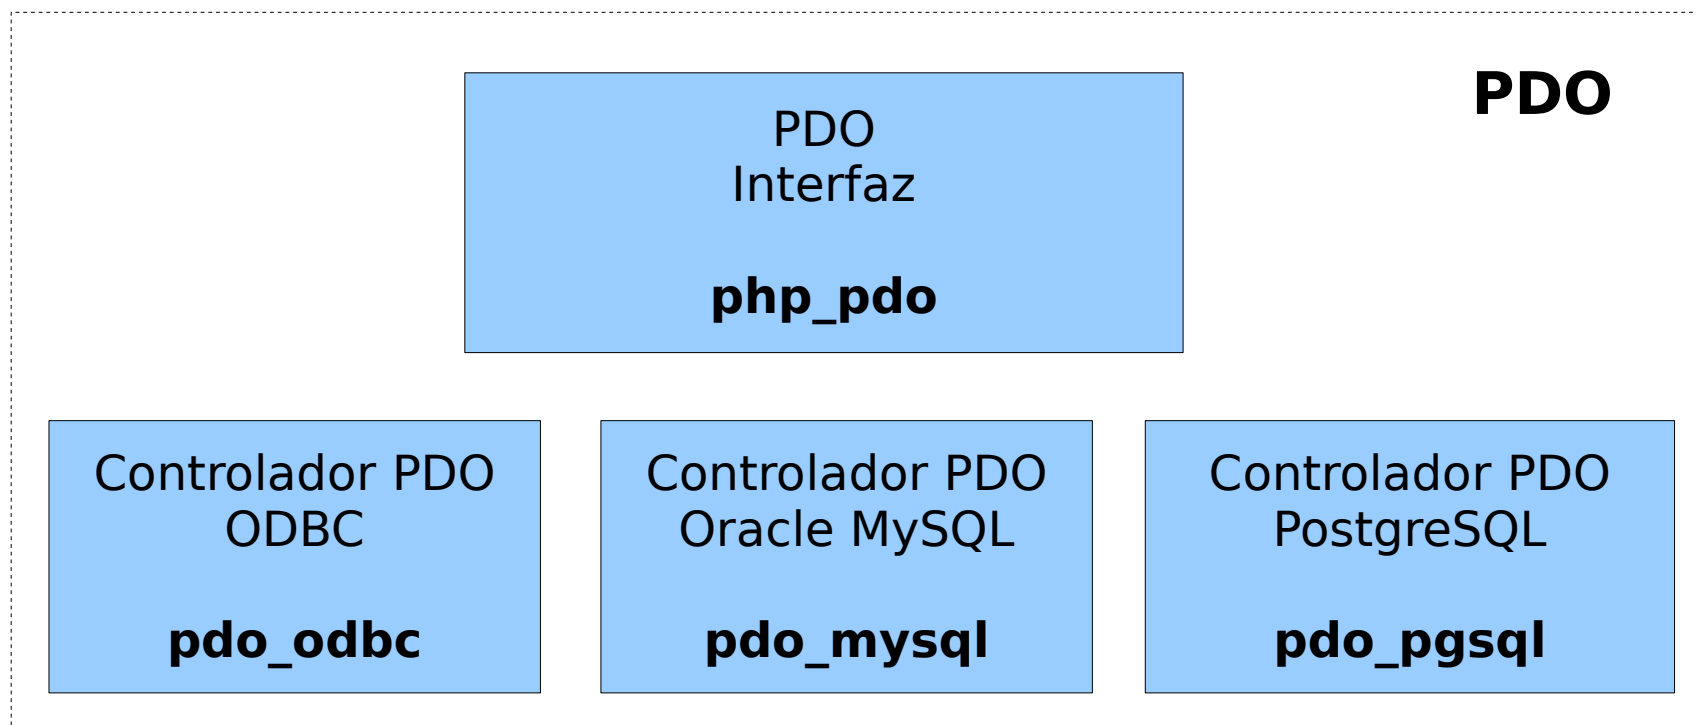 PDO
PDO
Interfaz
php_pdo
Controlador PDO
ODBC
pdo_odbc
Controlador PDO
Oracle MySQL
pdo_mysql
Controlador PDO
PostgreSQL
pdo_pgsql